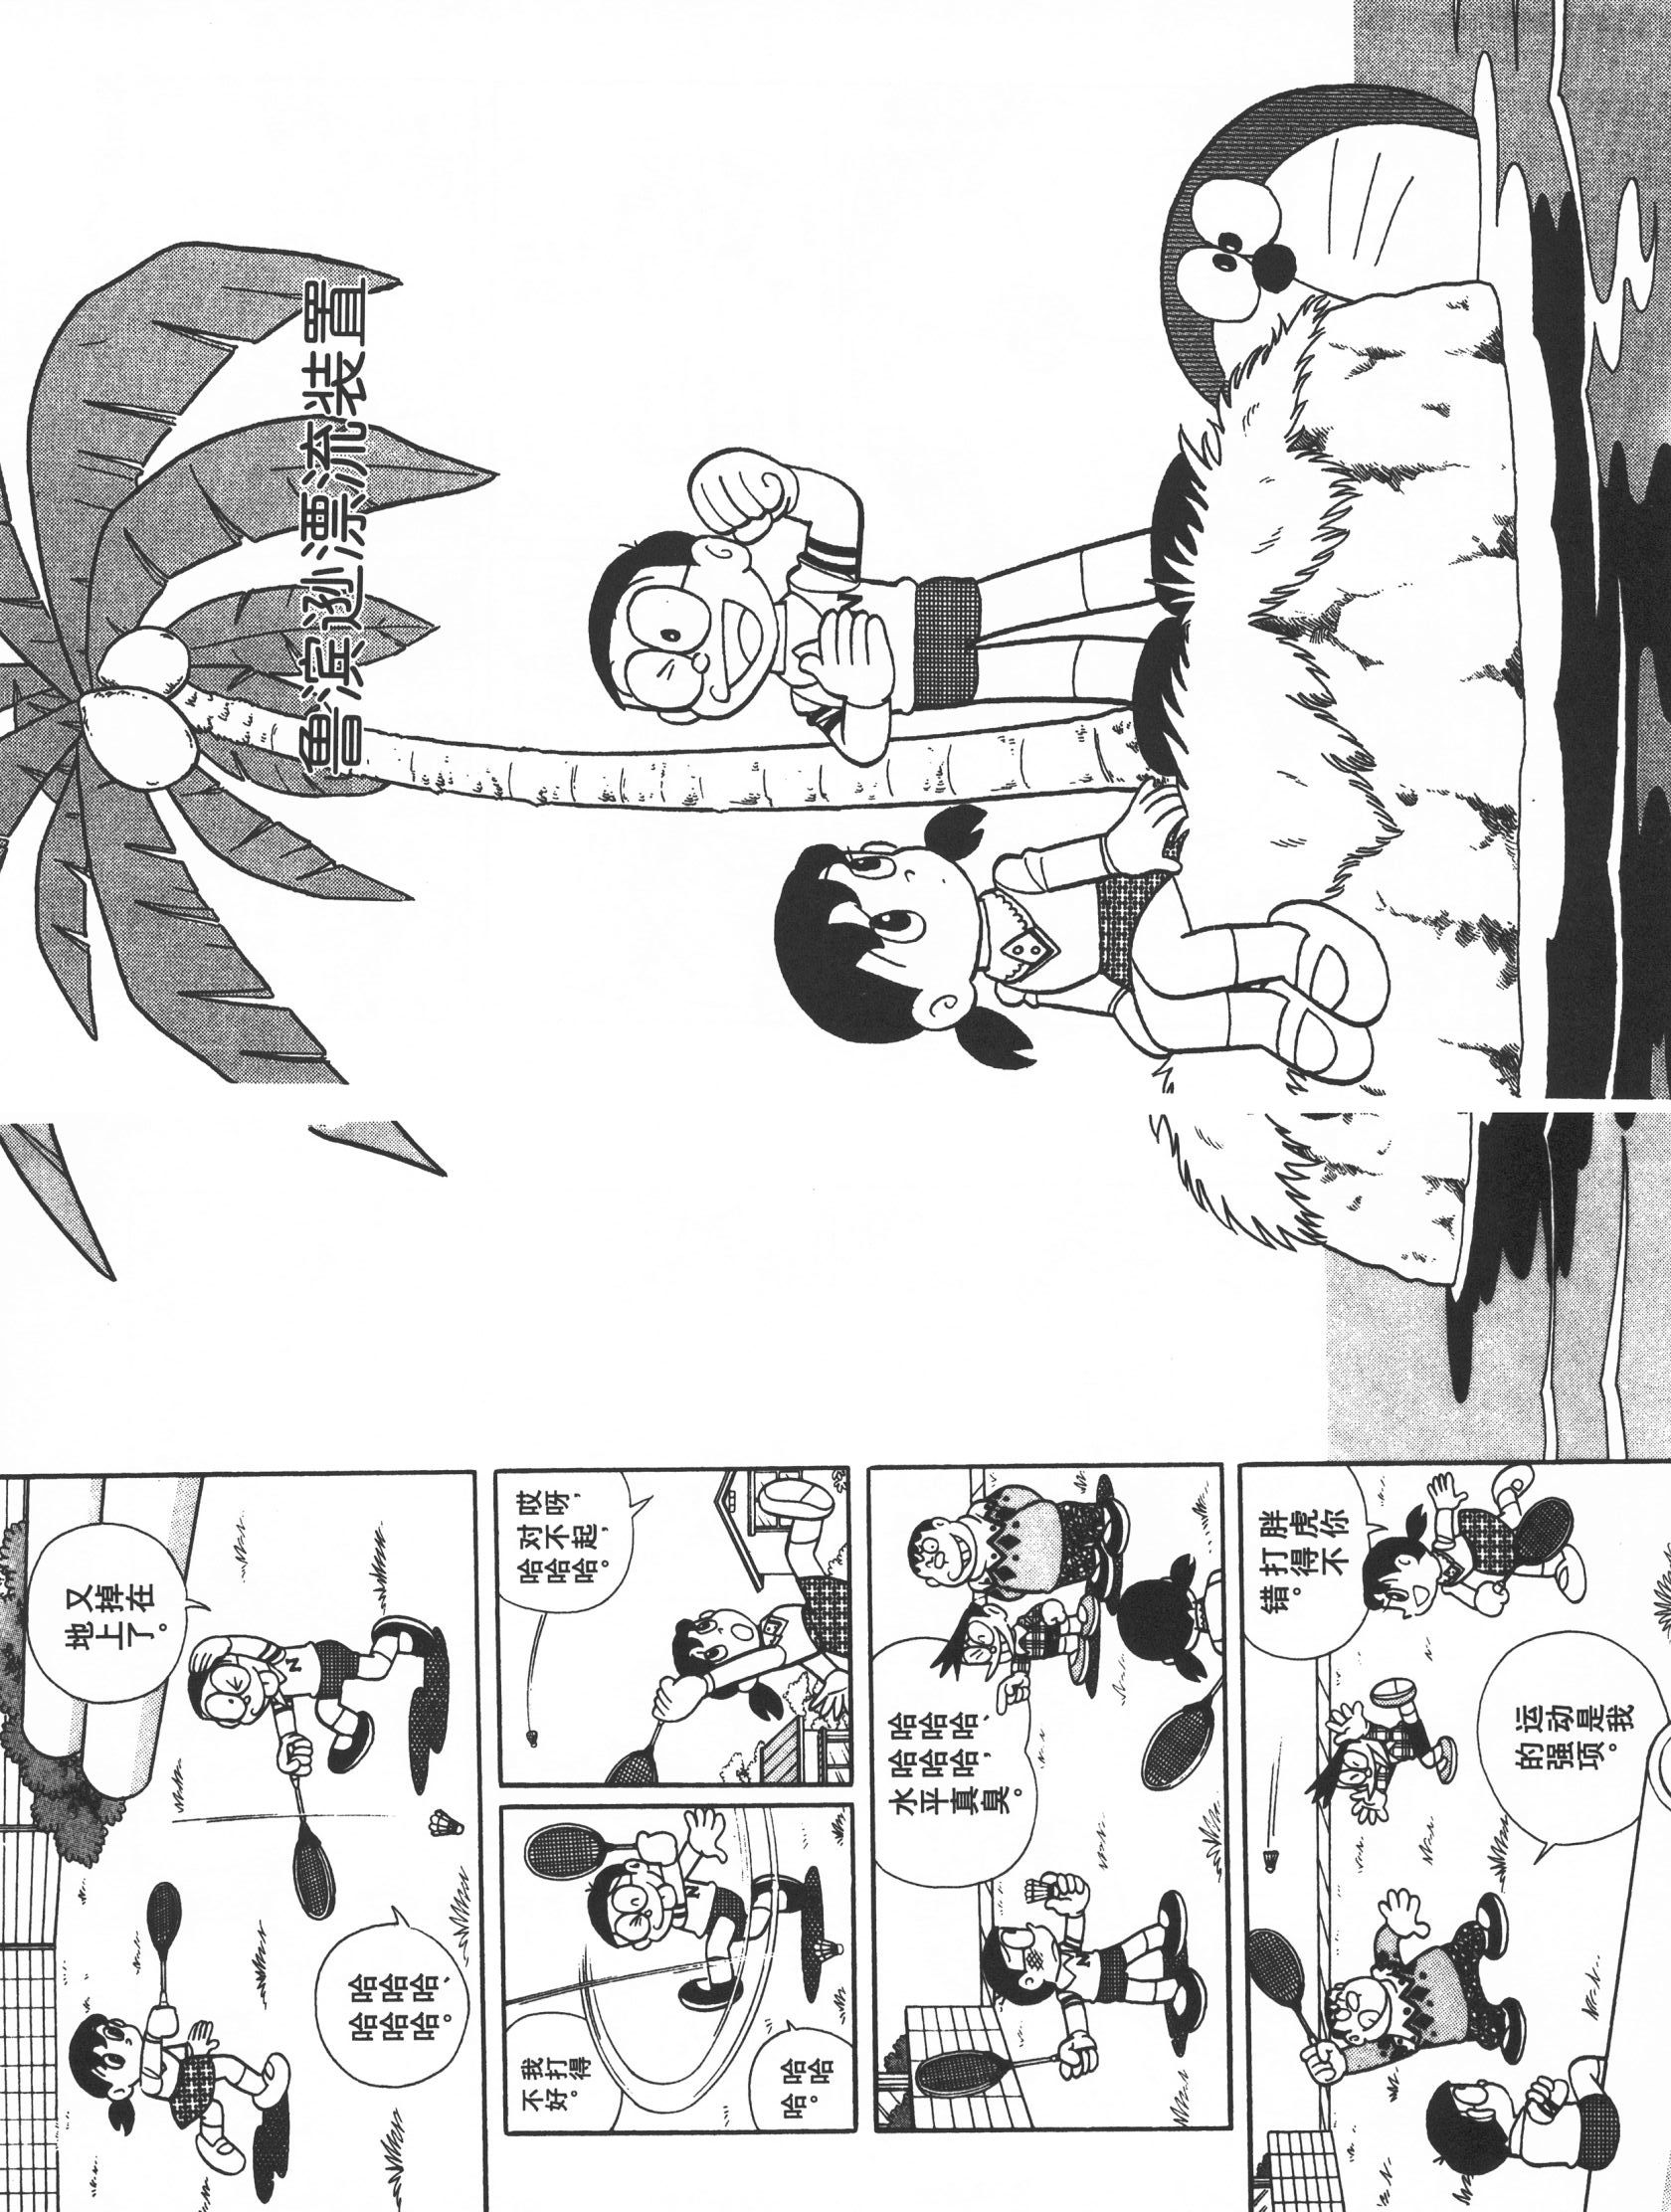 鲁滨逊漂流装置
又掉在
地上了。
哈哈哈、
哈哈哈。
哎呀，
对不起，
哈哈哈。
我打得
不好。
哈哈
哈。
哈哈哈、
哈哈哈，
水平真臭。
胖虎你
打得不
错。
运动是我
的强项。